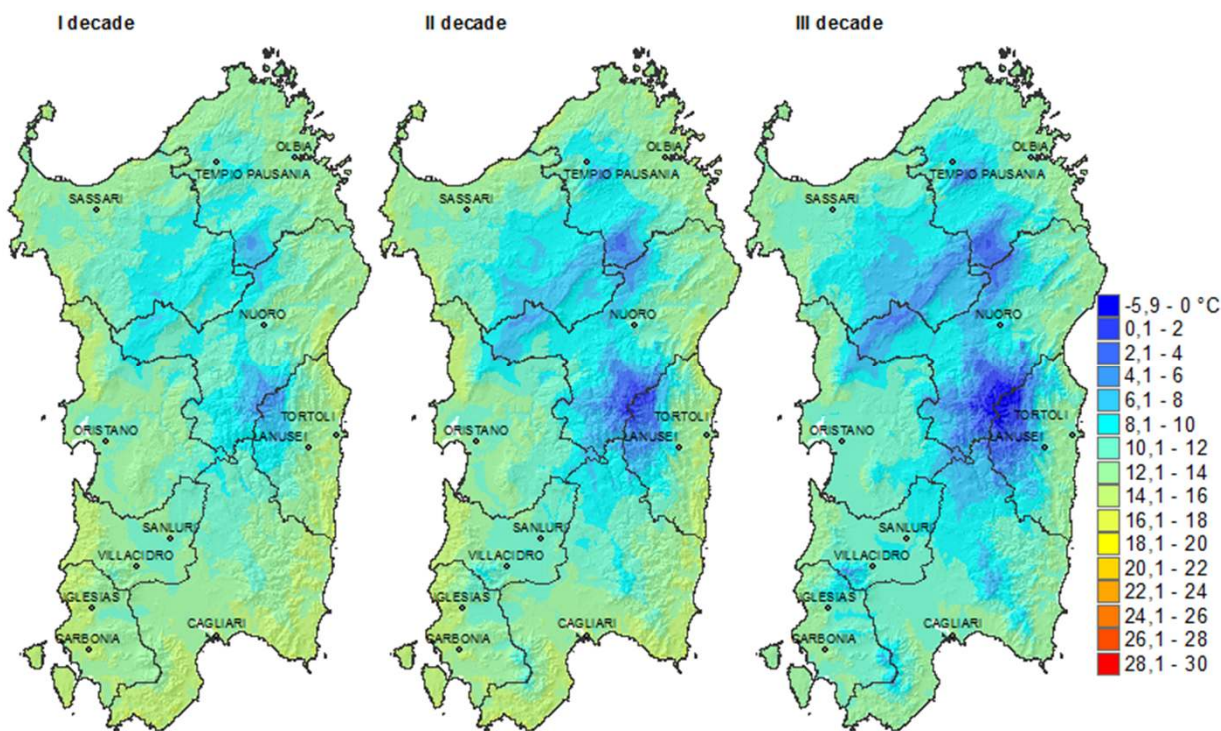 I decade
II decade
III decade
OLBIA
TEMPIO PAUSANIA
SASSARI
NUORO
TORTOLI
ORISTANO
LANUSEI
SANLURI
VILLACIDRO
IGLESIAS
CAGLIARI
CARBONIA
OLBIA
TEMPIO PAUSANIA
SASSARI
NUORO
TORTOLI
ORISTANO
LANUSEI
SANLURI
VILLACIDRO
IGLESIAS
CAGLIARI
CARBONIA
OLBIA
TEMPIO PAUSANIA
SASSARI
NUORO
TORTOLI
ORISTANO
LANUSEI
SANLURI
VILLACIDRO
IGLESIAS
CAGLIARI
CARBONIA
-5,9 - 0 °C
0,1 - 2
2,1 - 4
4,1 - 6
6,1 - 8
8,1 - 10
10,1 - 12
12,1 - 14
14,1 - 16
16,1 - 18
18,1 - 20
20,1 - 22
22,1 - 24
24,1 - 26
26,1 - 28
28,1 - 30